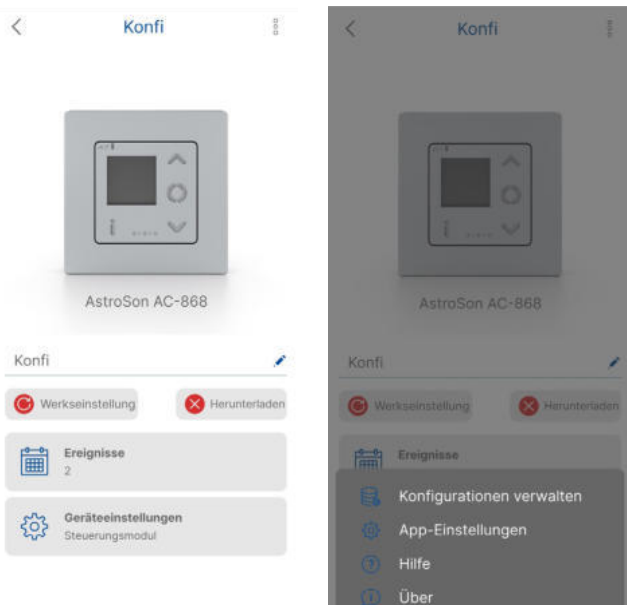 Konfi
AstroSon AC-868
Konfi
Werkseinstellung
Herunterladen
Ereignisse
2
Geräteeinstellungen
Steuerungsmodul
Konfi
AstroSon AC-868
Konfi
Werkseinstellung
Herunterladen
Ereignisse
Konfigurationen verwalten
App-Einstellungen
Hilfe
Über